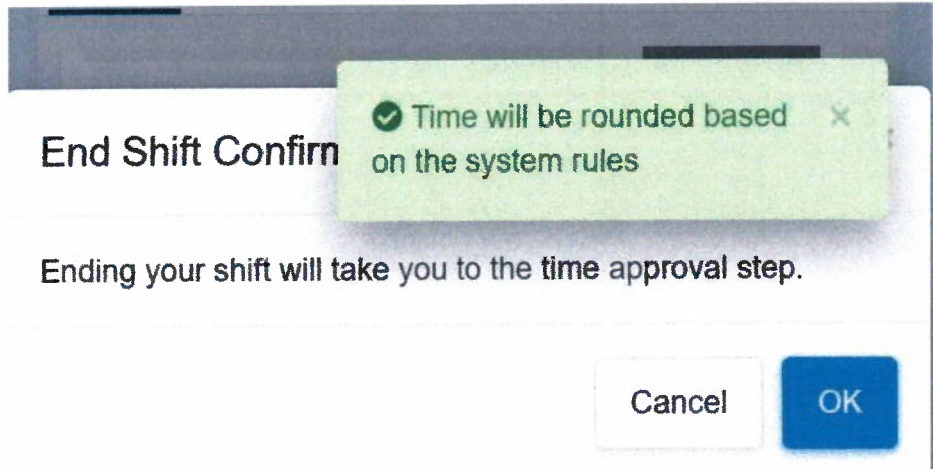 Time will be rounded based
on the system rules
End Shift Confirm
Ending your shift will take you to the time approval step.
Cancel
OK